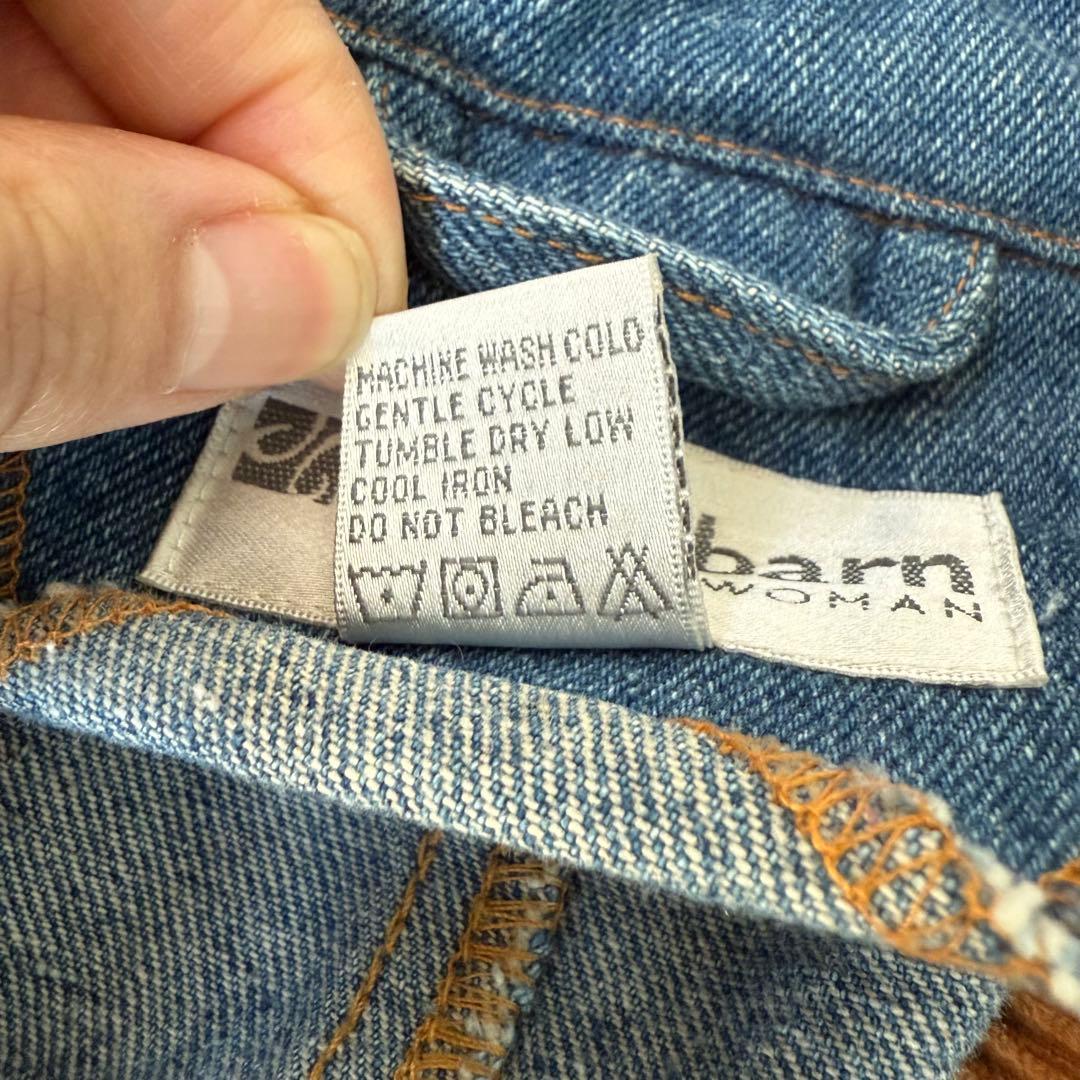 MACHINE WASH COLD
GENTLE CYCLE
TUMBLE DRY LOW
COOL IRON
DO NOT BLEACH
barn
WOMAN